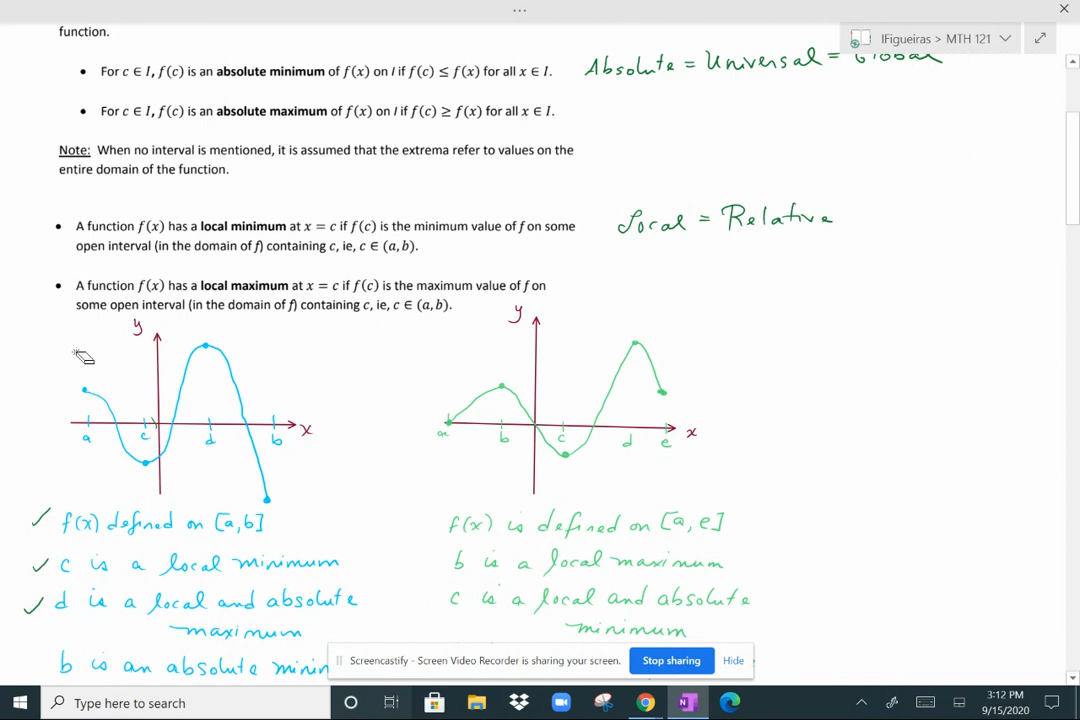 function.
IFigueiras > MTH 121
• For c ∈ I, f(c) is an absolute minimum of f(x) on I if f(c) ≤ f(x) for all x ∈ I.
Absolute = Universal = Global
• For c ∈ I, f(c) is an absolute maximum of f(x) on I if f(c) ≥ f(x) for all x ∈ I.
Note: When no interval is mentioned, it is assumed that the extrema refer to values on the
entire domain of the function.
• A function f(x) has a local minimum at x = c if f(c) is the minimum value of f on some
open interval (in the domain of f) containing c, ie, c ∈ (a, b).
Local = Relative
• A function f(x) has a local maximum at x = c if f(c) is the maximum value of f on
some open interval (in the domain of f) containing c, ie, c ∈ (a, b).
y
a c d b x
y
a b c d e x
f(x) defined on [a,b]
c is a local minimum
d is a local and absolute
maximum
b is an absolute minim
f(x) is defined on [a, e]
b is a local maximum
c is a local and absolute
minimum
Screencastify - Screen Video Recorder is sharing your screen. Stop sharing Hide
Type here to search
3:12 PM
9/15/2020